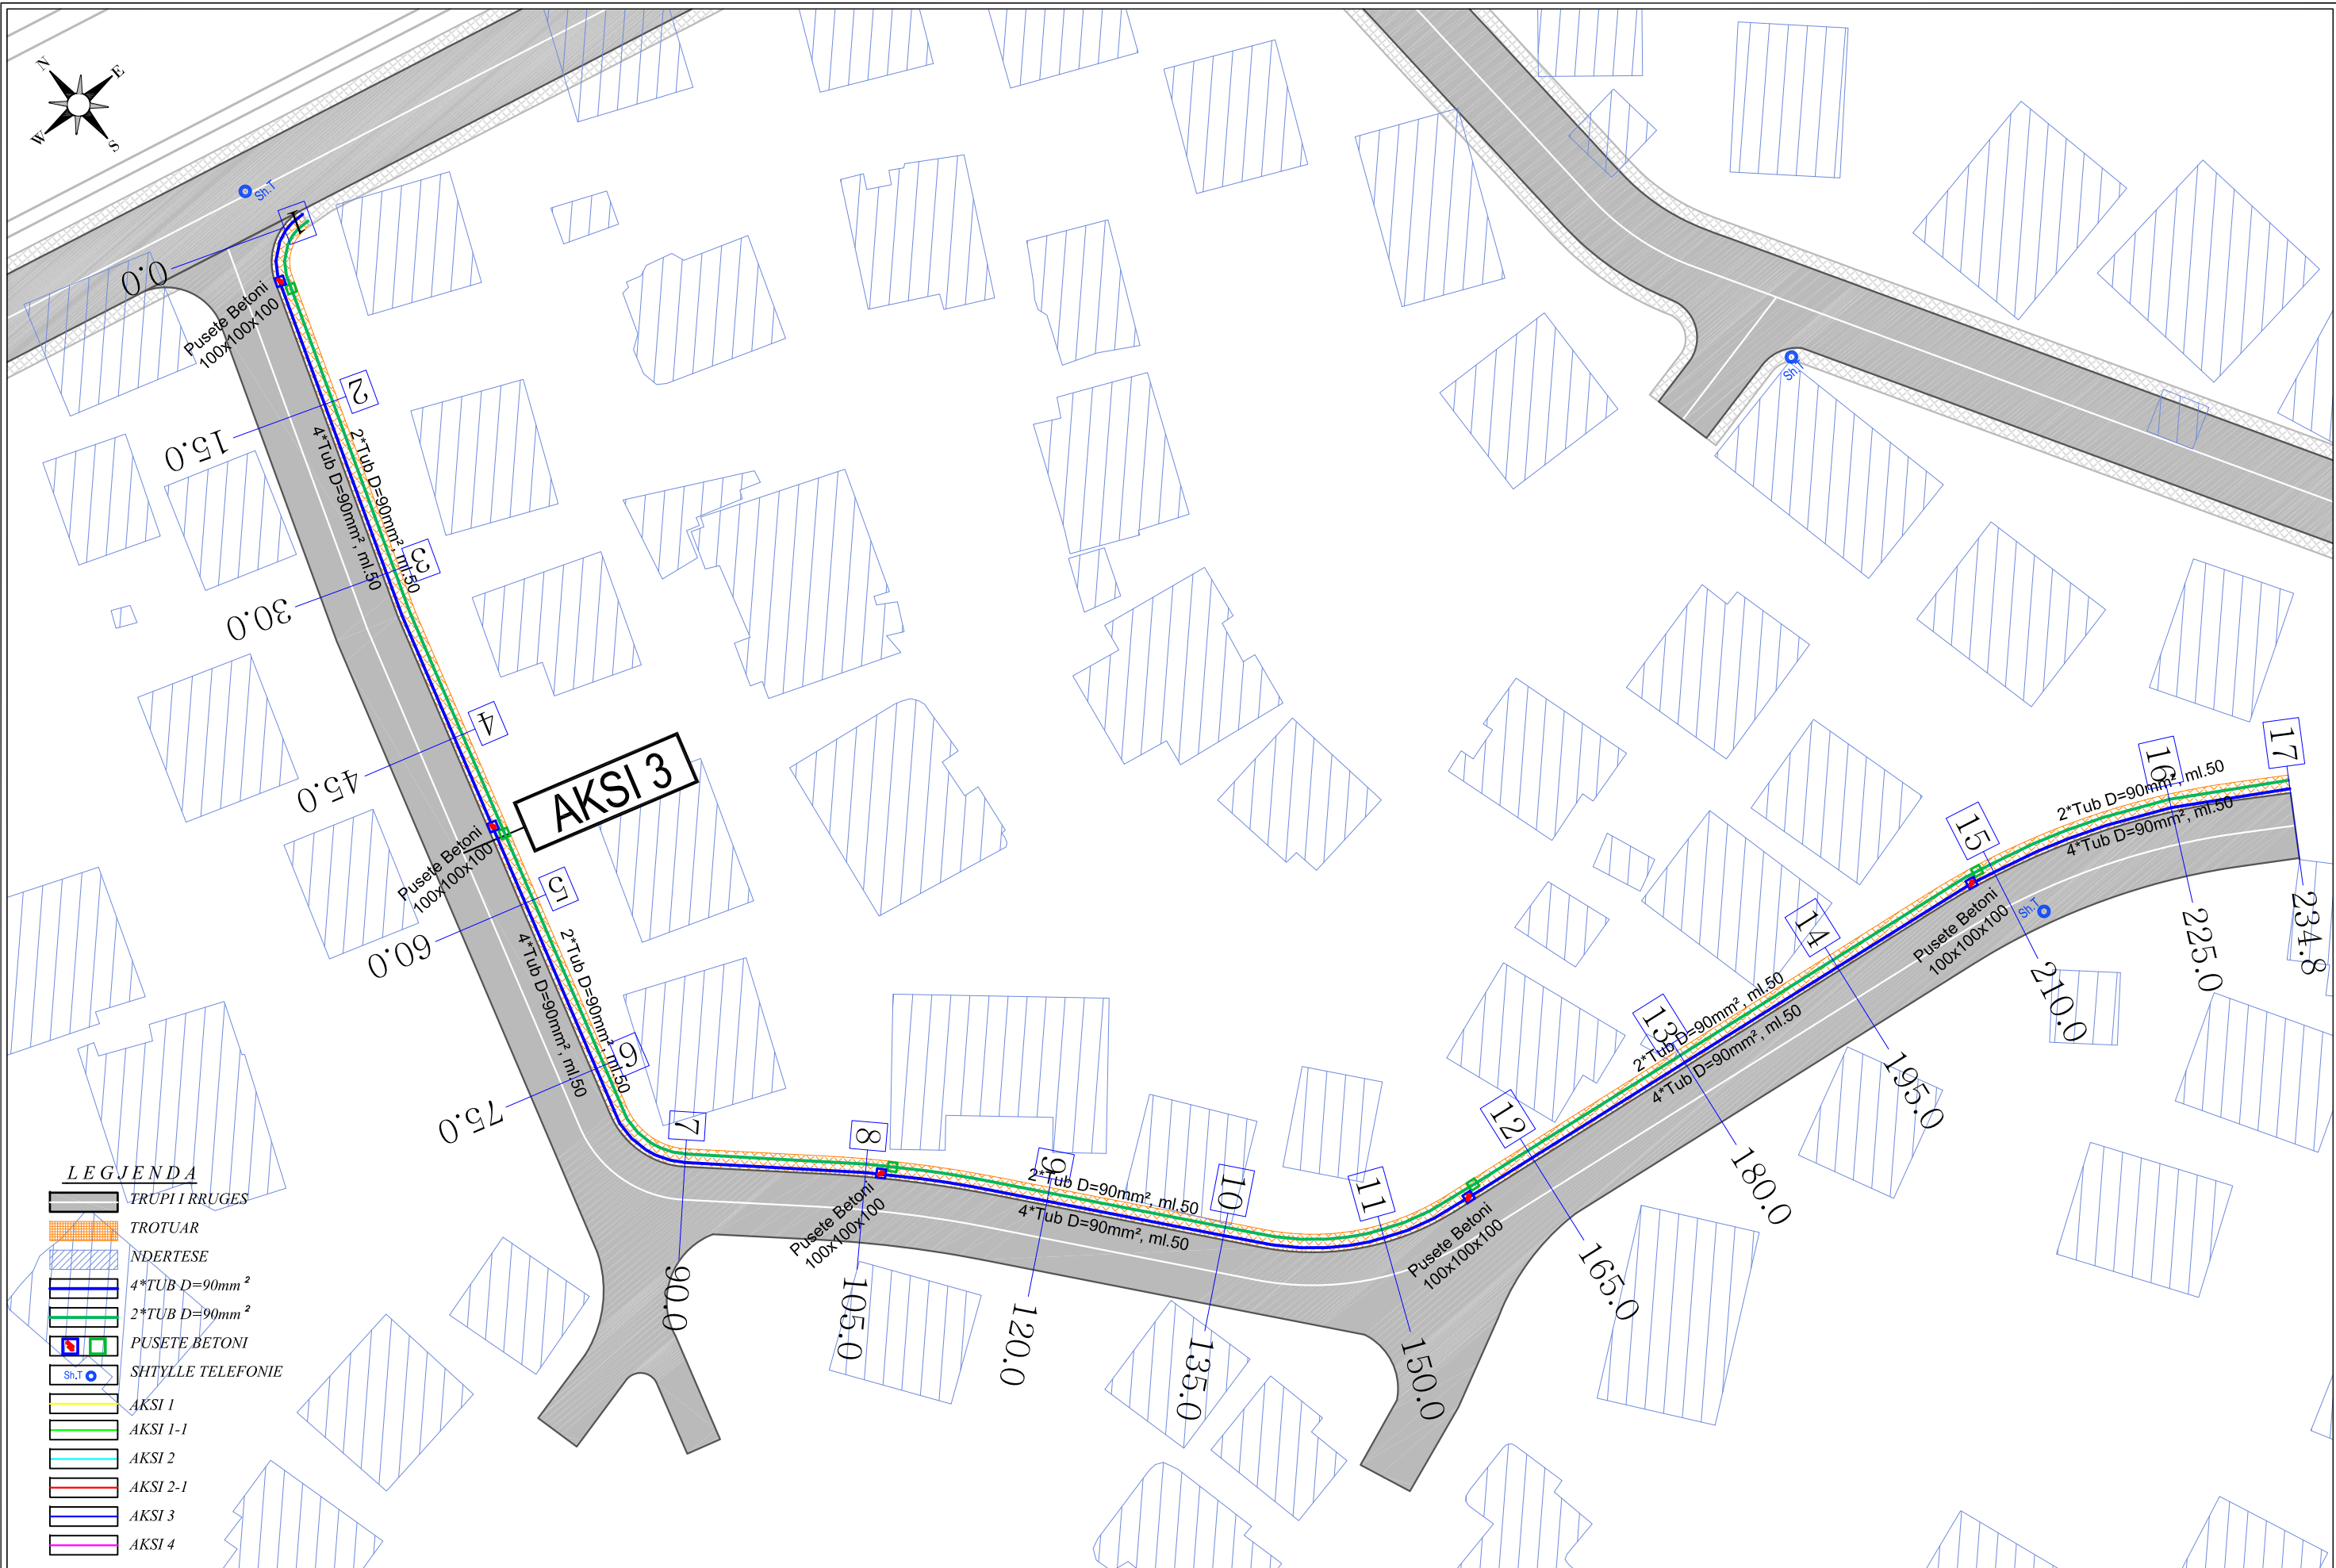 N
E
W
S
Sh.T
1
0.0
Pusete Betoni
100x100x100
2
15.0
2*Tub D=90mm², ml.50
4*Tub D=90mm², ml.50
3
30.0
4
45.0
AKSI 3
Pusete Betoni
100x100x100
5
60.0
2*Tub D=90mm², ml.50
4*Tub D=90mm², ml.50
6
75.0
7
90.0
8
105.0
Pusete Betoni
100x100x100
9
120.0
2*Tub D=90mm², ml.50
4*Tub D=90mm², ml.50
10
135.0
11
150.0
Pusete Betoni
100x100x100
12
165.0
13
180.0
2*Tub D=90mm², ml.50
4*Tub D=90mm², ml.50
14
195.0
15
210.0
Pusete Betoni
100x100x100
Sh.T
16
225.0
2*Tub D=90mm², ml.50
4*Tub D=90mm², ml.50
17
234.8
Sh.T
LEGJENDA
TRUPI I RRUGES
TROTUAR
NDERTESE
4*TUB D=90mm²
2*TUB D=90mm²
PUSETE BETONI
Sh.T SHTYLLE TELEFONIE
AKSI 1
AKSI 1-1
AKSI 2
AKSI 2-1
AKSI 3
AKSI 4